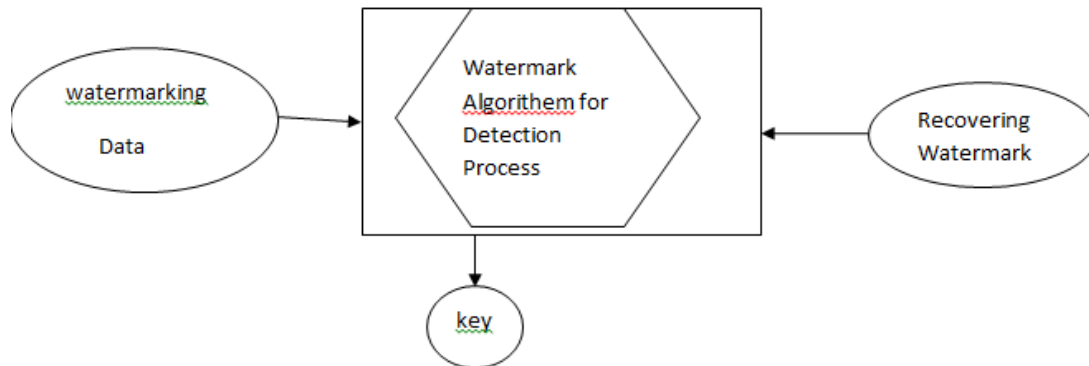 watermarking
Data
Watermark
Algorithem for
Detection
Process
Recovering
Watermark
key